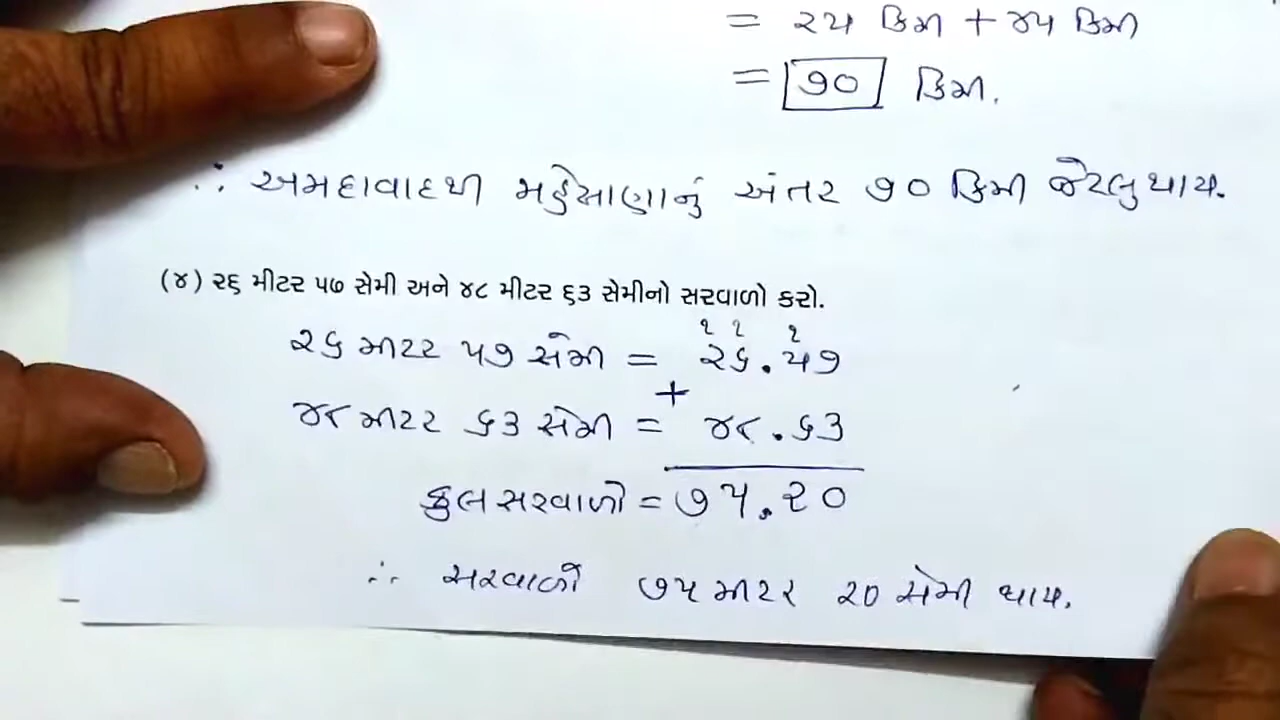 = ૨૫ કિમી + ૪૫ કિમી
= ૭૦ કિમી.
∴ અમદાવાદથી મહેસાણાનું અંતર ૭૦ કિમી જેટલુ થાય.
(૪) ૨૬ મીટર ૫૭ સેમી અને ૪૮ મીટર ૬૩ સેમીનો સરવાળો કરો.
૧ ૧ ૧
૨૬ મીટર ૫૭ સેમી = ૨૬.૫૭
+
૪૮ મીટર ૬૩ સેમી = ૪૮.૬૩
કુલ સરવાળો = ૭૫.૨૦
∴ સરવાળો ૭૫ મીટર ૨૦ સેમી થાય.